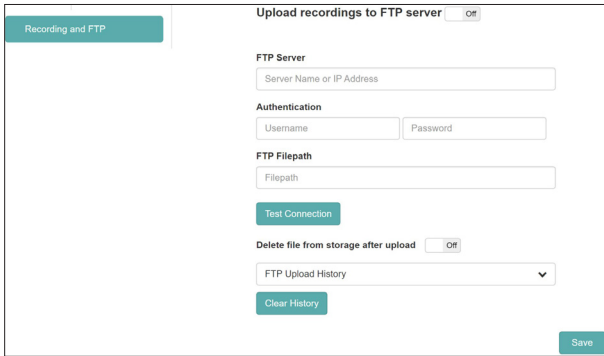 Recording and FTP
Upload recordings to FTP server Off
FTP Server
Server Name or IP Address
Authentication
Username Password
FTP Filepath
Filepath
Test Connection
Delete file from storage after upload Off
FTP Upload History
Clear History
Save